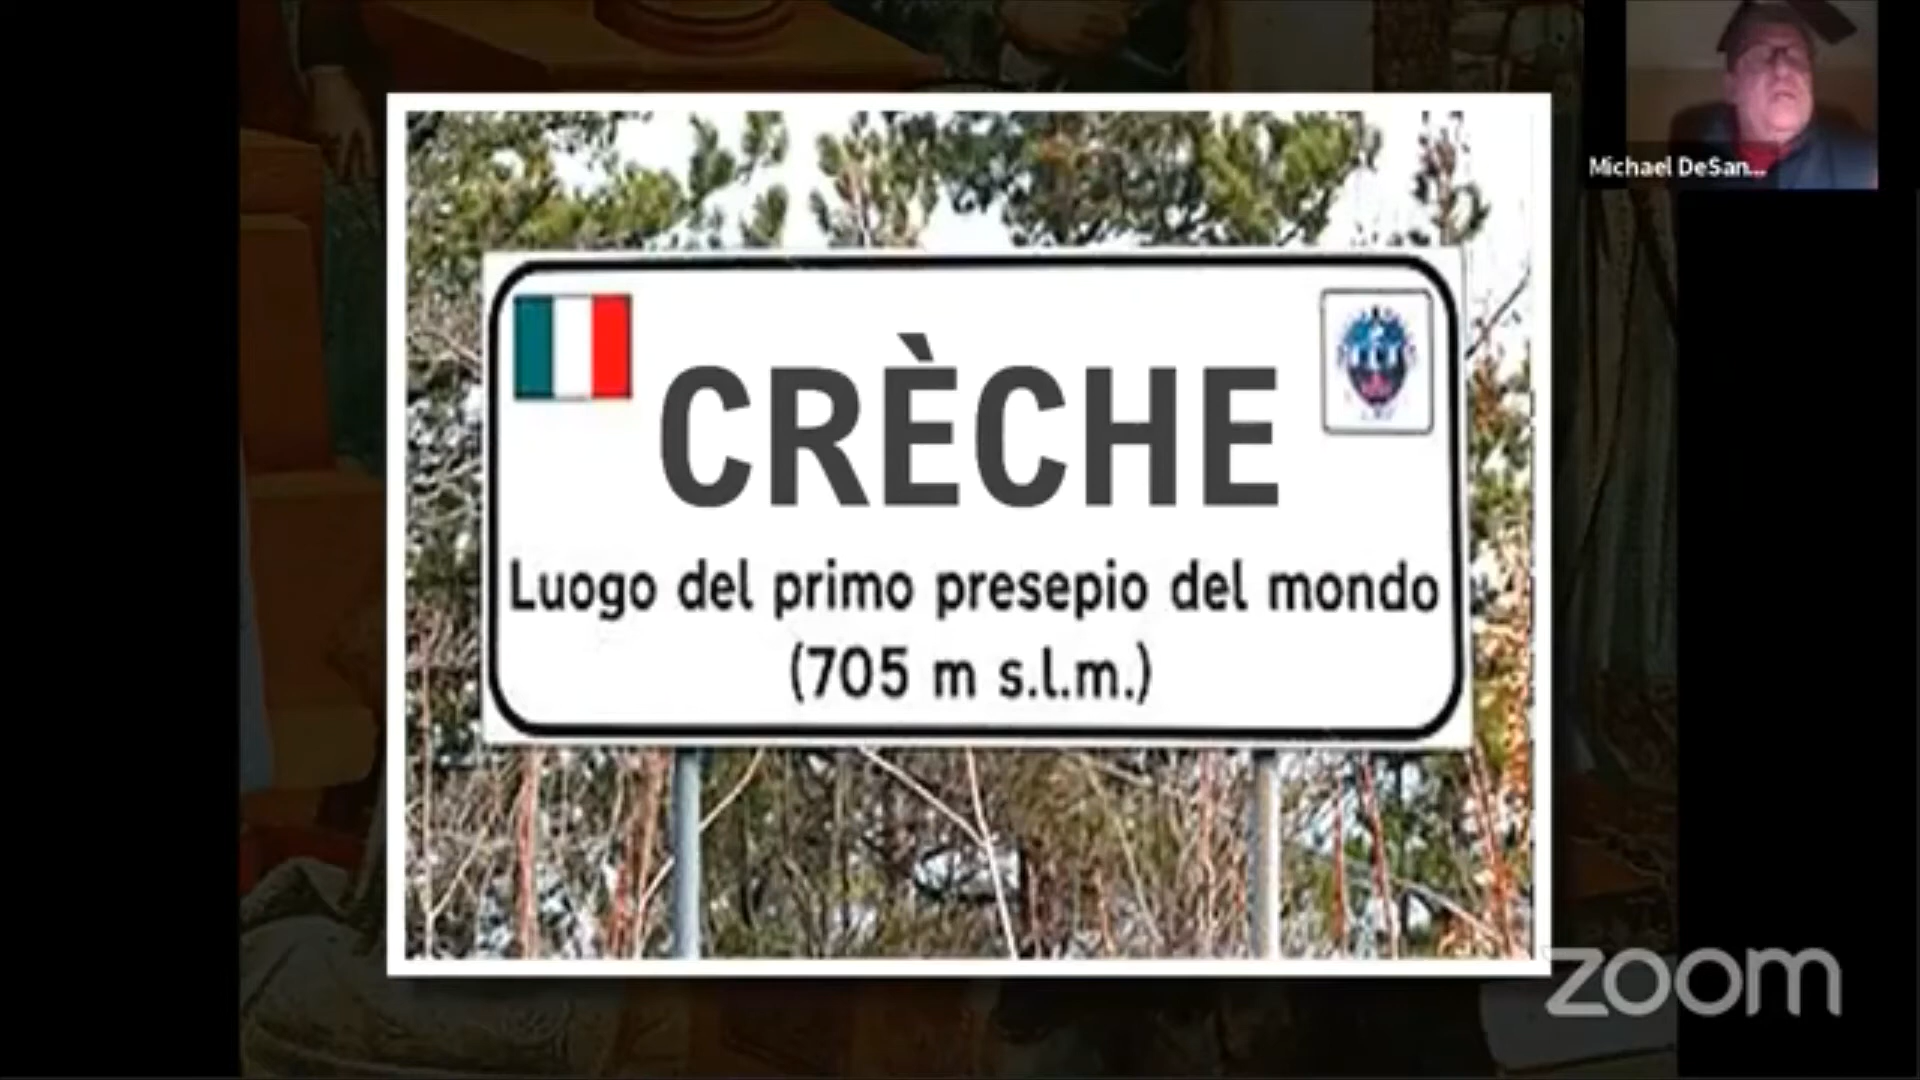 Michael DeSan...
CRÈCHE
Luogo del primo presepio del mondo
(705 m s.l.m.)
zoom